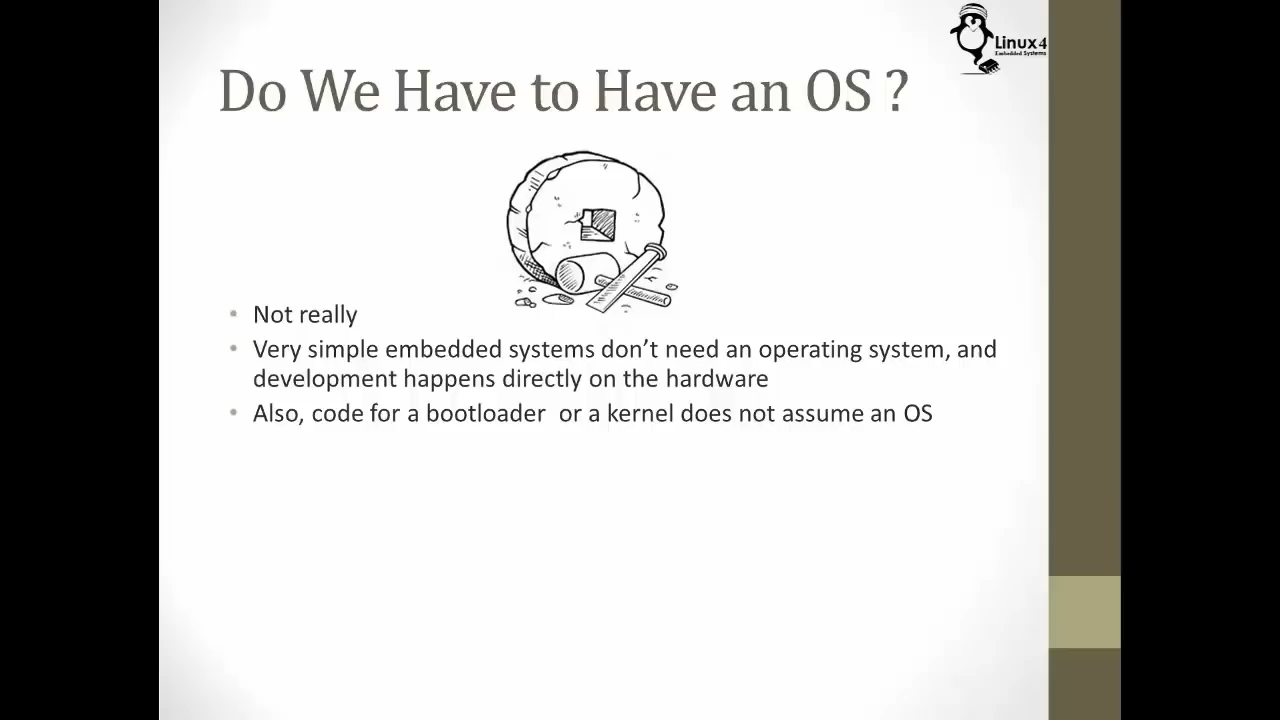 Linux 4
Embedded Systems
Do We Have to Have an OS ?
• Not really
• Very simple embedded systems don’t need an operating system, and
development happens directly on the hardware
• Also, code for a bootloader  or a kernel does not assume an OS